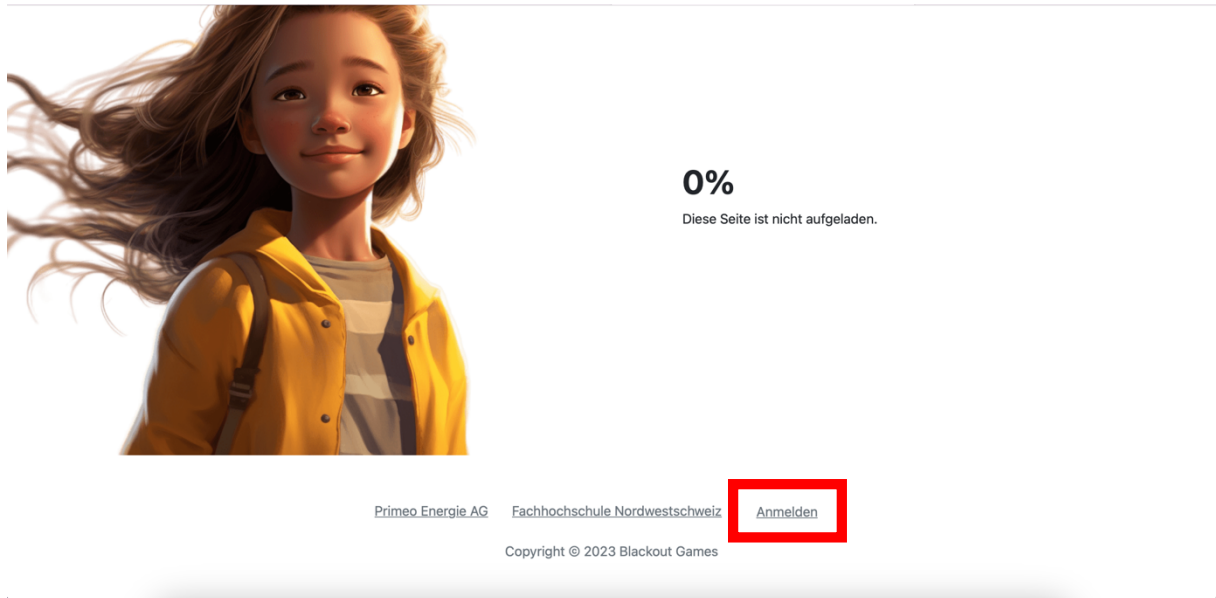 0%
Diese Seite ist nicht aufgeladen.
Primeo Energie AG Fachhochschule Nordwestschweiz Anmelden
Copyright © 2023 Blackout Games